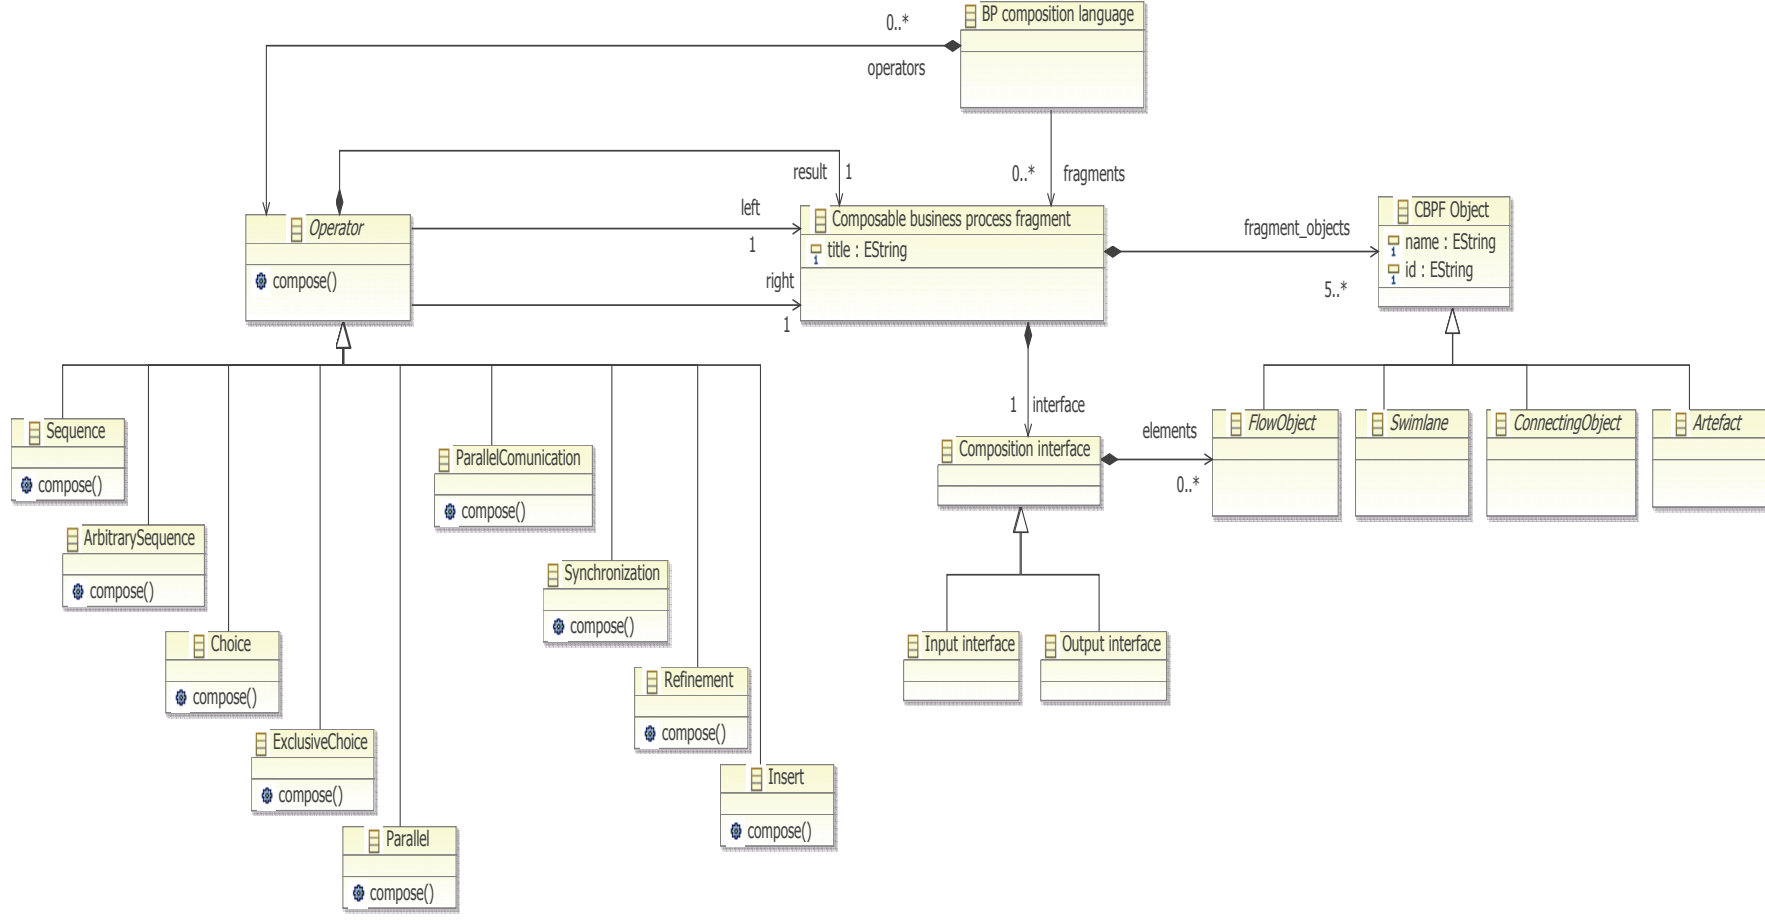 BP composition language
0..*
operators
result
1
0..*
fragments
left
1
right
1
Operator
compose()
Composable business process fragment
title : EString
fragment_objects
5..*
CBPF Object
name : EString
id : EString
1
interface
Composition interface
elements
0..*
FlowObject
Swimlane
ConnectingObject
Artefact
Sequence
compose()
ParallelComunication
compose()
ArbitrarySequence
compose()
Synchronization
compose()
Choice
compose()
Input interface
Output interface
Refinement
compose()
ExclusiveChoice
compose()
Insert
compose()
Parallel
compose()